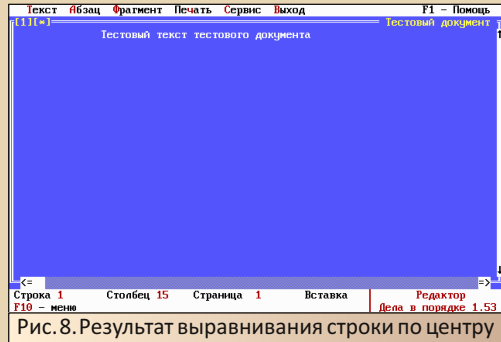 Текст Абзац Фрагмент Печать Сервис Выход F1 - Помощь
[1][*] Тестовый документ
Тестовый текст тестового документа
<= =>
Строка 1 Столбец 15 Страница 1 Вставка Редактор
F10 - меню Дела в порядке 1.53
Рис.8.Результат выравнивания строки по центру